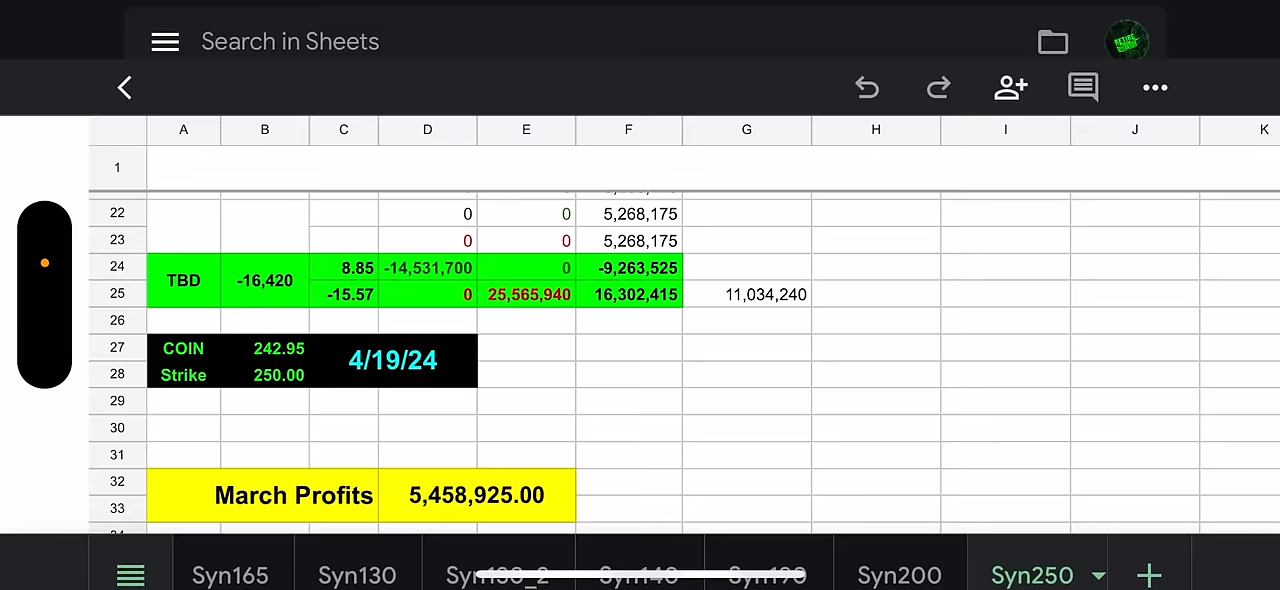 Search in Sheets
A B C D E F G H I J K
1
22 0 0 5,268,175
23 0 0 5,268,175
24 8.85 -14,531,700 0 -9,263,525
TBD -16,420
25 -15.57 0 25,565,940 16,302,415 11,034,240
26
27 COIN 242.95
4/19/24
28 Strike 250.00
29
30
31
32
March Profits 5,458,925.00
33
Syn165 Syn130 Syn140 Syn190 Syn200 Syn250